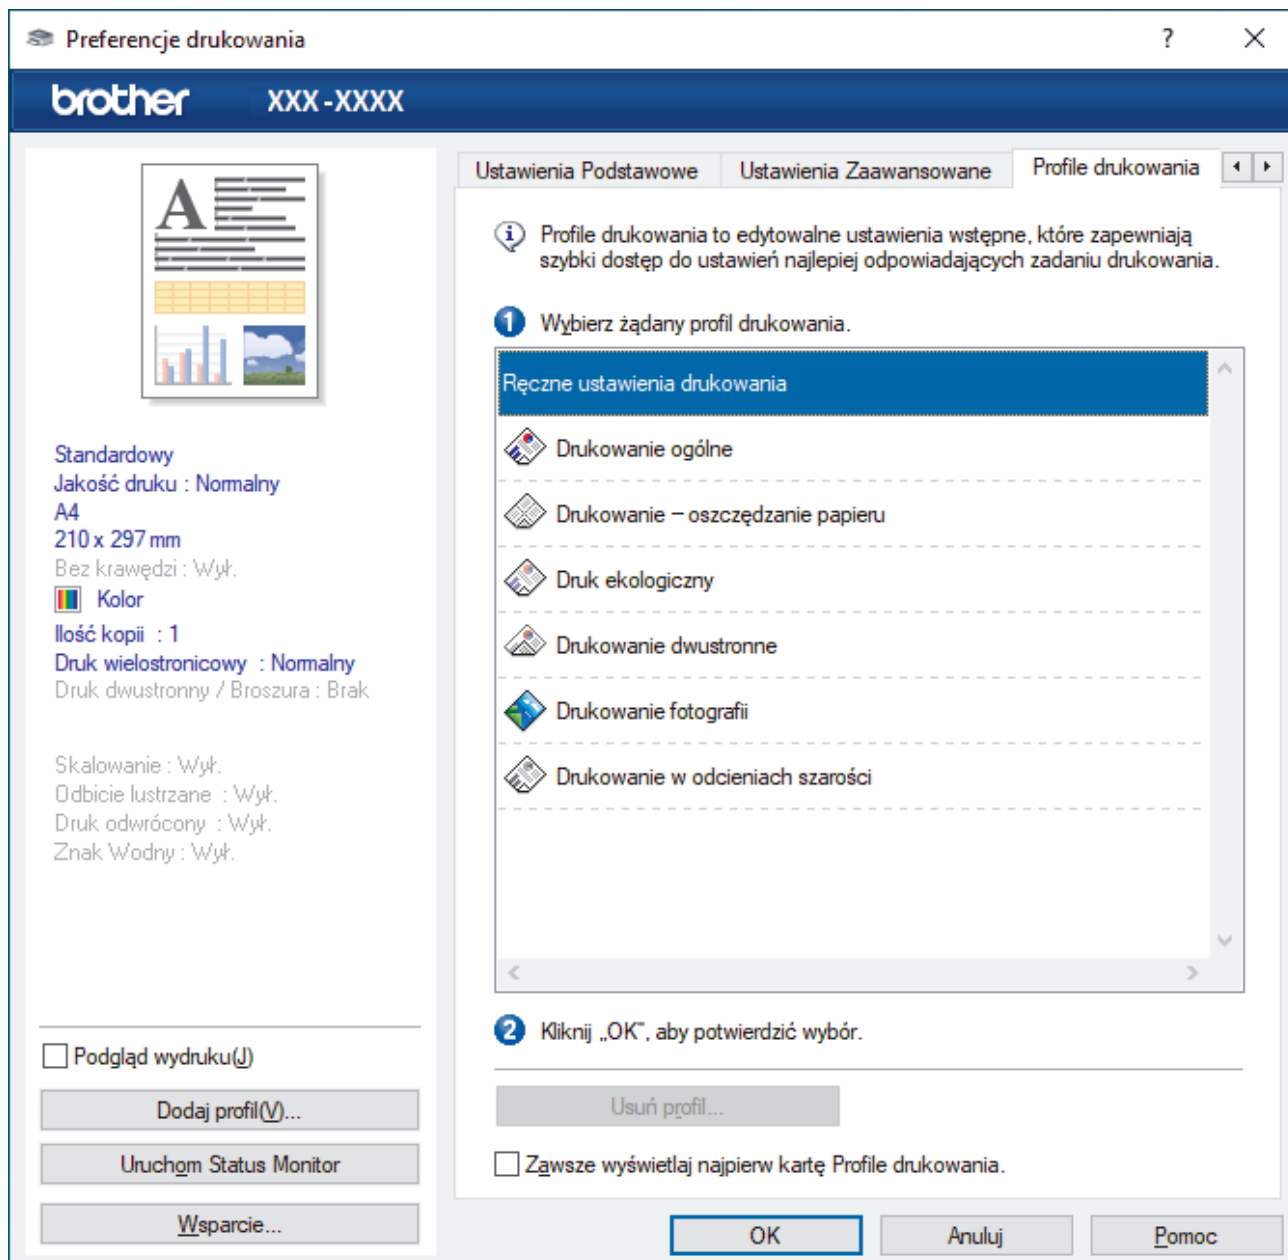 Preferencje drukowania
?
brother XXX-XXXX
A
Standardowy
Jakość druku : Normalny
A4
210 x 297 mm
Bez krawędzi : Wył.
Kolor
Ilość kopii : 1
Druk wielostronicowy : Normalny
Druk dwustronny / Broszura : Brak
Skalowanie : Wył.
Odbicie lustrzane : Wył.
Druk odwrócony : Wył.
Znak Wodny : Wył.
Podgląd wydruku(J)
Dodaj profil(V)...
Uruchom Status Monitor
Wsparcie...
Ustawienia Podstawowe
Ustawienia Zaawansowane
Profile drukowania
Profile drukowania to edytowalne ustawienia wstępne, które zapewniają
szybki dostęp do ustawień najlepiej odpowiadających zadaniu drukowania.
1 Wybierz żądany profil drukowania.
Ręczne ustawienia drukowania
Drukowanie ogólne
Drukowanie – oszczędzanie papieru
Druk ekologiczny
Drukowanie dwustronne
Drukowanie fotografii
Drukowanie w odcieniach szarości
2 Kliknij „OK”, aby potwierdzić wybór.
Usuń profil...
Zawsze wyświetlaj najpierw kartę Profile drukowania.
OK
Anuluj
Pomoc